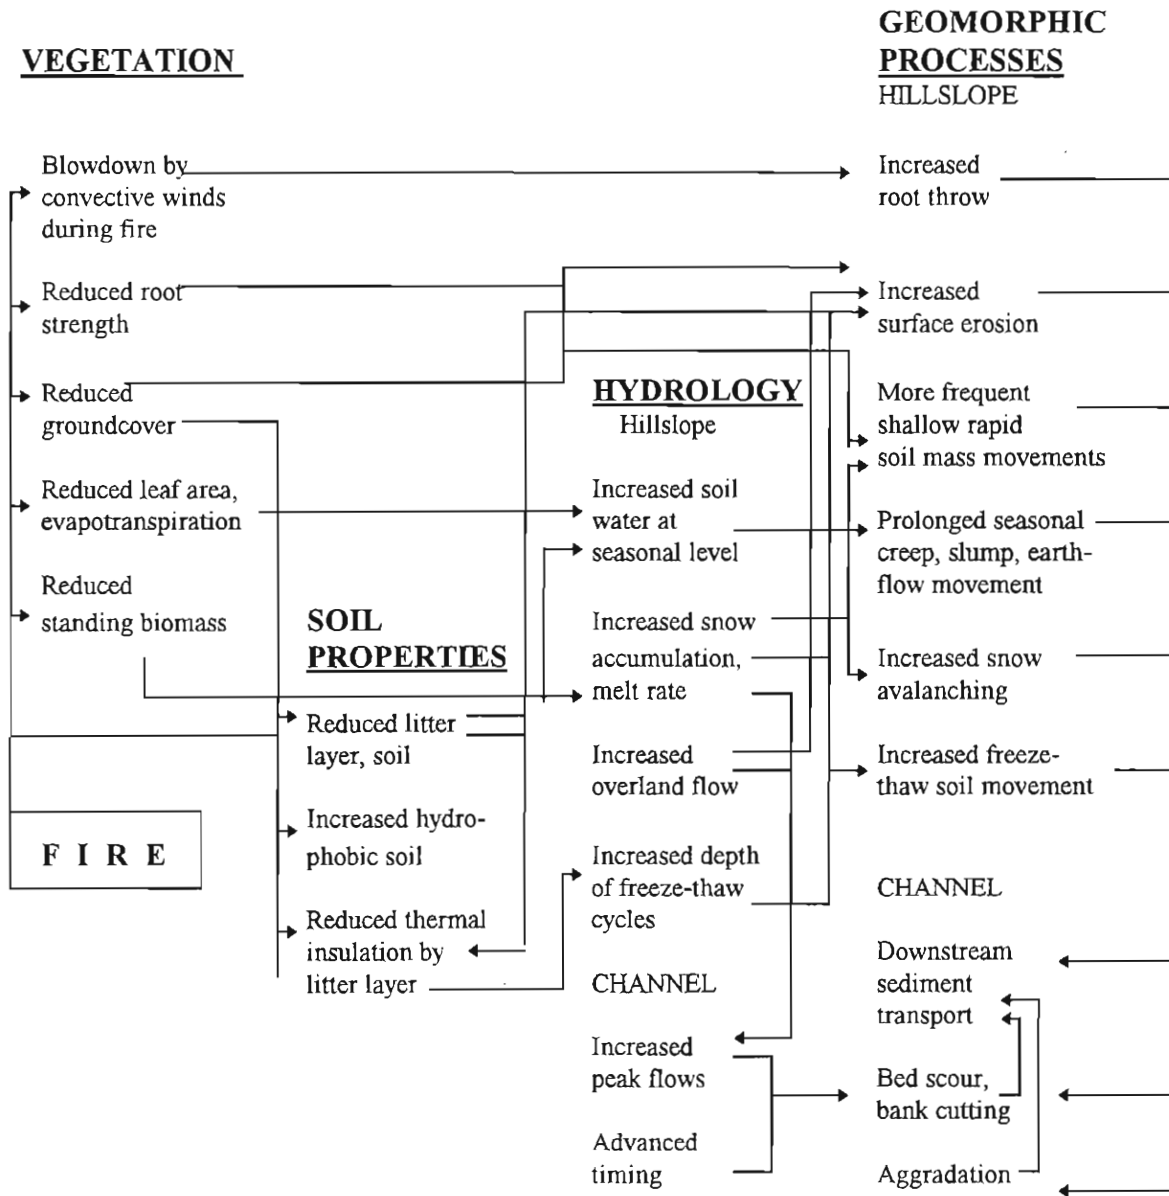 VEGETATION
Blowdown by
convective winds
during fire
Reduced root
strength
Reduced
groundcover
Reduced leaf area,
evapotranspiration
Reduced
standing biomass
F I R E
SOIL
PROPERTIES
Reduced litter
layer, soil
Increased hydro-
phobic soil
Reduced thermal
insulation by
litter layer
HYDROLOGY
Hillslope
Increased soil
water at
seasonal level
Increased snow
accumulation,
melt rate
Increased
overland flow
Increased depth
of freeze-thaw
cycles
CHANNEL
Increased
peak flows
Advanced
timing
GEOMORPHIC
PROCESSES
HILLSLOPE
Increased
root throw
Increased
surface erosion
More frequent
shallow rapid
soil mass movements
Prolonged seasonal
creep, slump, earth-
flow movement
Increased snow
avalanching
Increased freeze-
thaw soil movement
CHANNEL
Downstream
sediment
transport
Bed scour,
bank cutting
Aggradation